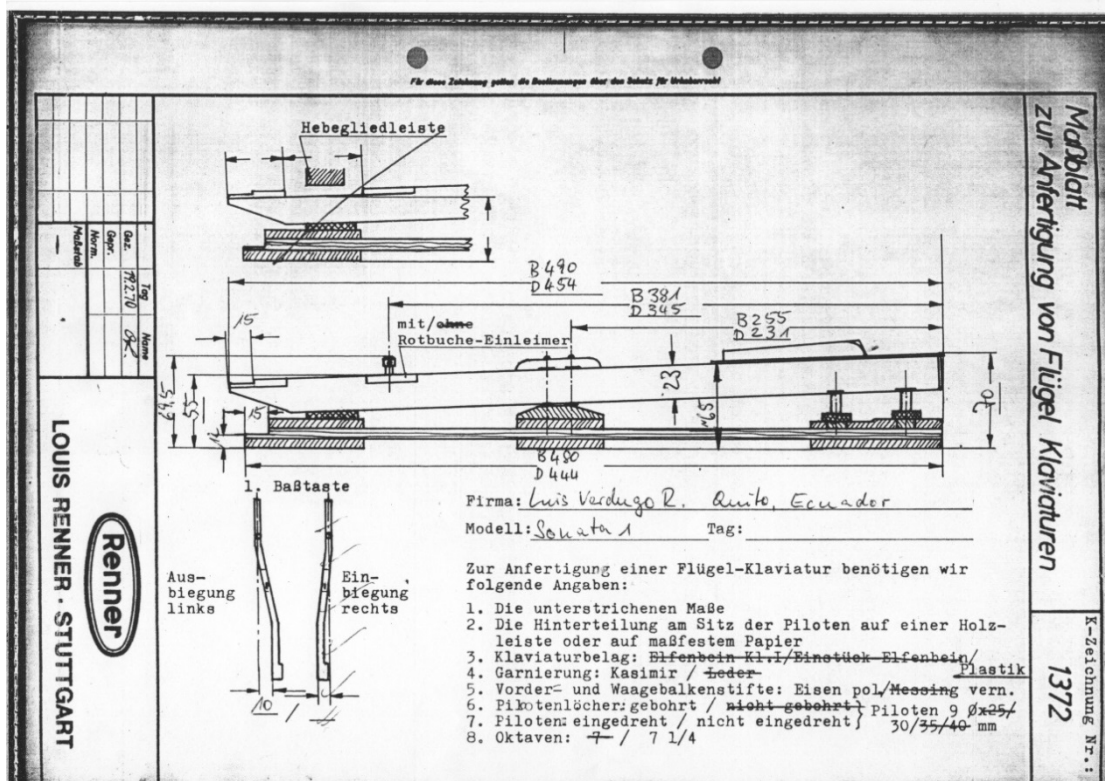 Für diese Zeichnung gelten die Bestimmungen über den Schutz für Urheberrecht
Maßblatt
zur Anfertigung von Flügel Klaviaturen
K-Zeichnung Nr.:
1372
Tag Name
Gez. 19.2.70
Gepr.
Norm.
Maßstab
LOUIS RENNER · STUTTGART
Renner
Hebegliedleiste
B 490
D 454
B 381
D 345
B 255
D 231
15
mit/ohne
Rotbuche-Einleimer
23
65
70
64,5
53
15
B 480
D 444
1. Baßtaste
Aus-
biegung
links
Ein-
biegung
rechts
10 /
Firma: Luis Verdugo R. Quito, Ecuador
Modell: Sonata 1 Tag:
Zur Anfertigung einer Flügel-Klaviatur benötigen wir
folgende Angaben:
1. Die unterstrichenen Maße
2. Die Hinterteilung am Sitz der Piloten auf einer Holz-
leiste oder auf maßfestem Papier
3. Klaviaturbelag: Elfenbein Kl.I/Einstück Elfenbein/
Plastik
4. Garnierung: Kasimir / Leder
5. Vorder- und Waagebalkenstifte: Eisen pol./Messing vern.
6. Pilotenlöcher: gebohrt / nicht gebohrt } Piloten 9 Øx25/
7. Piloten: eingedreht / nicht eingedreht } 30/35/40 mm
8. Oktaven: 7 / 7 1/4